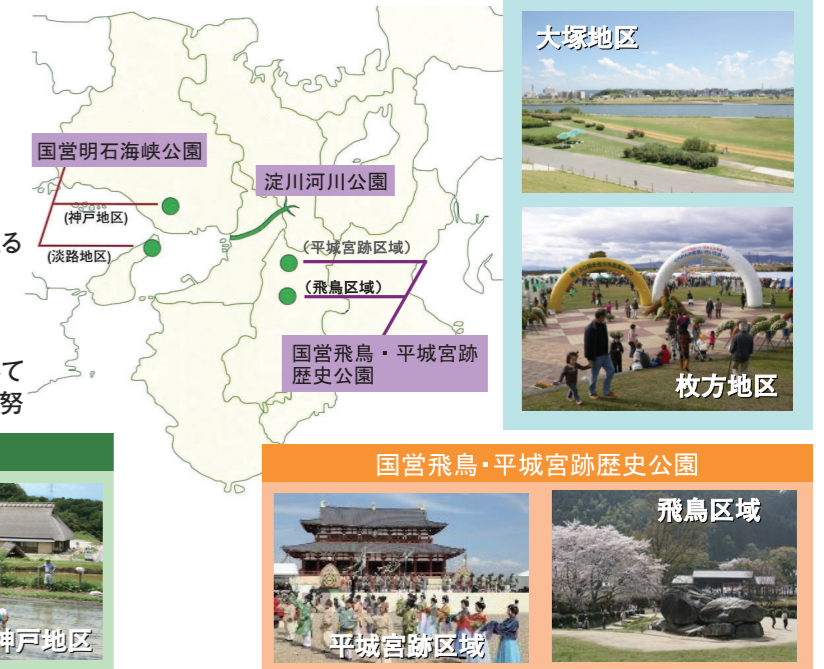 国営明石海峡公園
(神戸地区)
(淡路地区)
淀川河川公園
(平城宮跡区域)
(飛鳥区域)
国営飛鳥・平城宮跡
歴史公園
る
て
努
大塚地区
枚方地区
神戸地区
国営飛鳥・平城宮跡歴史公園
平城宮跡区域
飛鳥区域